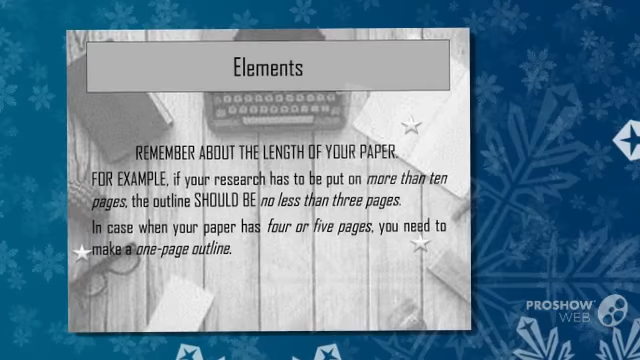 Elements
REMEMBER ABOUT THE LENGTH OF YOUR PAPER.
FOR EXAMPLE, if your research has to be put on more than ten
pages, the outline SHOULD BE no less than three pages.
In case when your paper has four or five pages, you need to
make a one-page outline.
PROSHOW
WEB